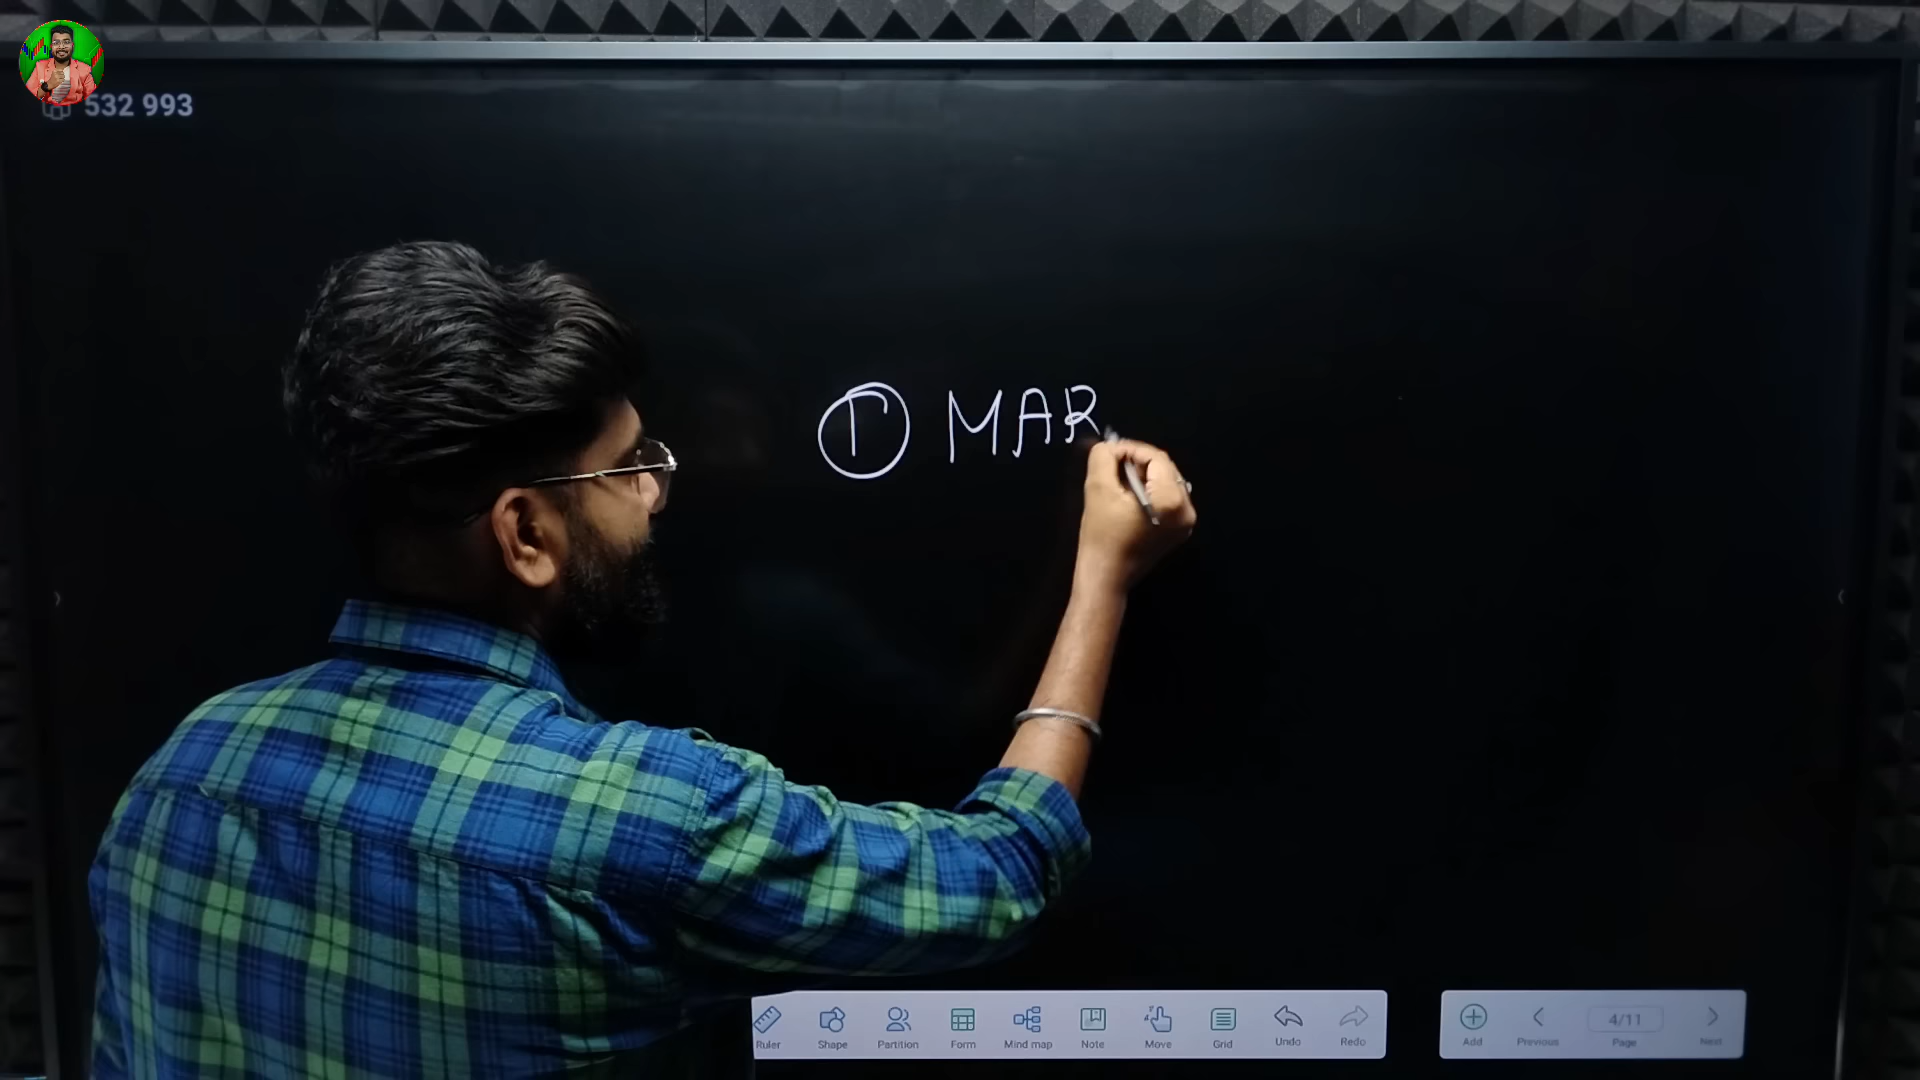 532 993
① MAR
Ruler Shape Partition Form Mind map Note Move Grid Undo Redo Add Previous 4/11 Page Next